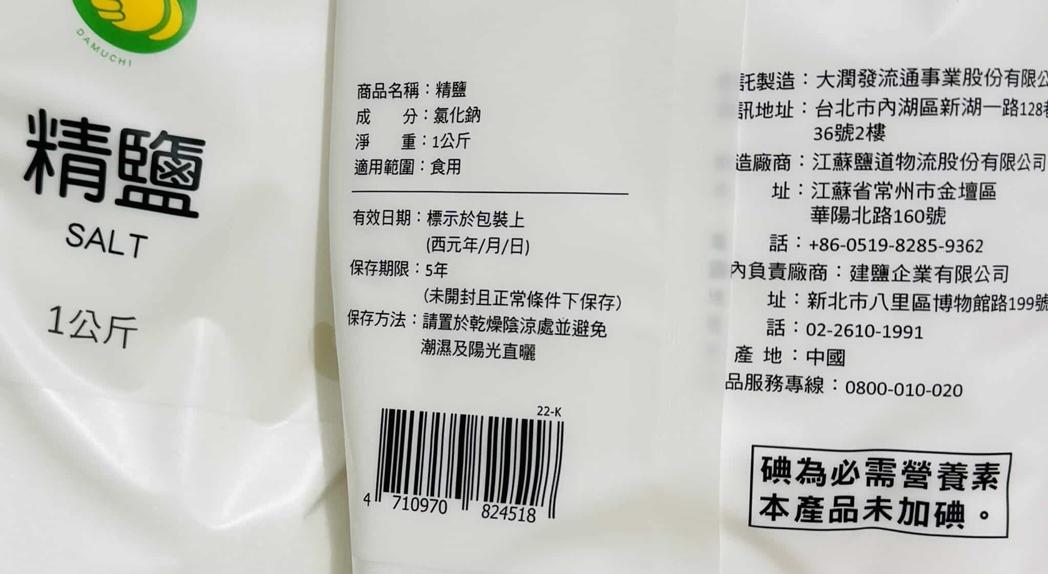 DAMUCHI
精鹽
SALT
1公斤
商品名稱：精鹽
成　　分：氯化鈉
淨　　重：1公斤
適用範圍：食用
有效日期：標示於包裝上
(西元年/月/日)
保存期限：5年
(未開封且正常條件下保存)
保存方法：請置於乾燥陰涼處並避免
潮濕及陽光直曬
22-K
4 710970 824518
託製造：大潤發流通事業股份有限公
訊地址：台北市內湖區新湖一路128巷
36號2樓
造廠商：江蘇鹽道物流股份有限公司
址：江蘇省常州市金壇區
華陽北路160號
話：+86-0519-8285-9362
內負責廠商：建鹽企業有限公司
址：新北市八里區博物館路199號
話：02-2610-1991
產 地：中國
品服務專線：0800-010-020
碘為必需營養素
本產品未加碘。